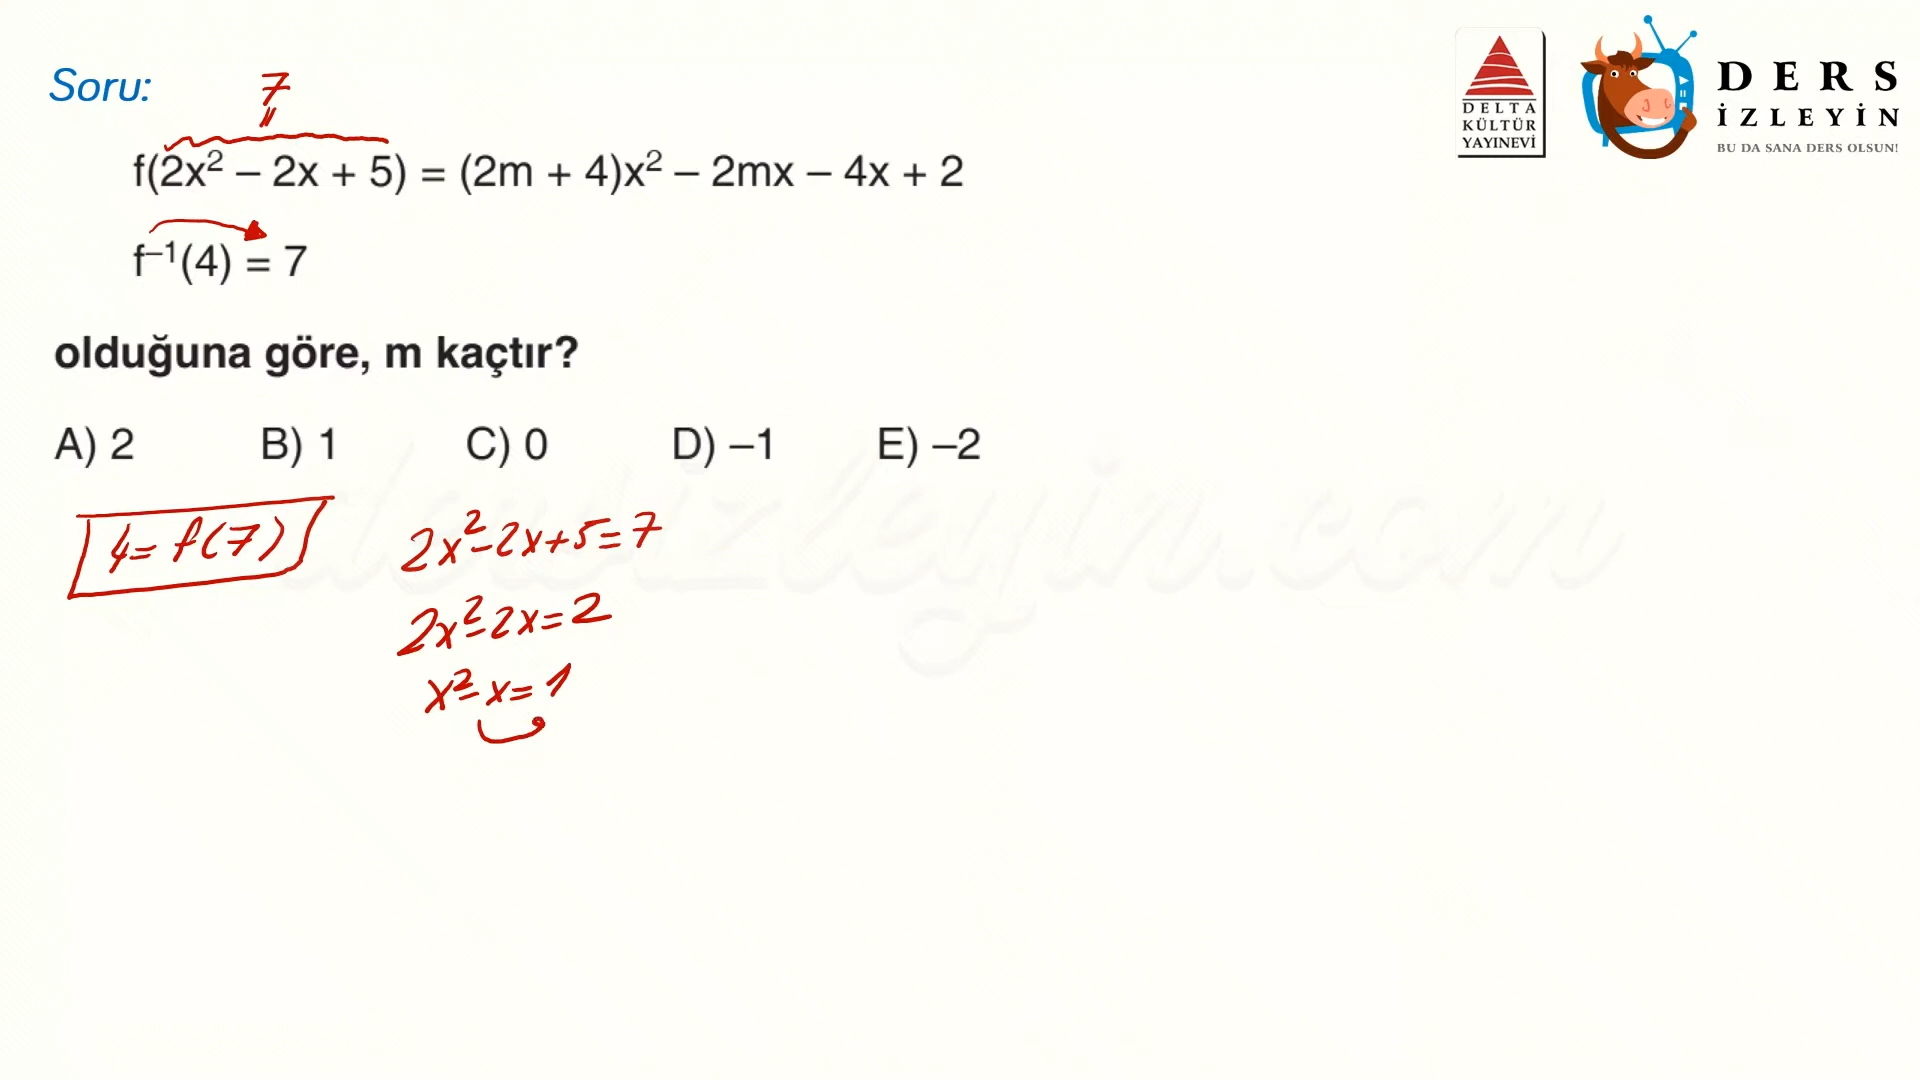 Soru:
7
f(2x² – 2x + 5) = (2m + 4)x² – 2mx – 4x + 2
f⁻¹(4) = 7
olduğuna göre, m kaçtır?
A) 2 B) 1 C) 0 D) –1 E) –2
4 = f(7)
2x² - 2x + 5 = 7
2x² - 2x = 2
x² - x = 1
DELTA
KÜLTÜR
YAYINEVİ
DERS
İZLEYİN
BU DA SANA DERS OLSUN!
dersizleyin.com